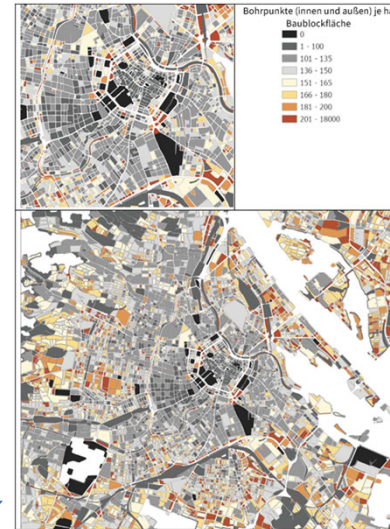 Bohrpunkte (innen und außen) je h
Baublockfläche
0
1 - 100
101 - 135
136 - 150
151 - 165
166 - 180
181 - 200
201 - 18000